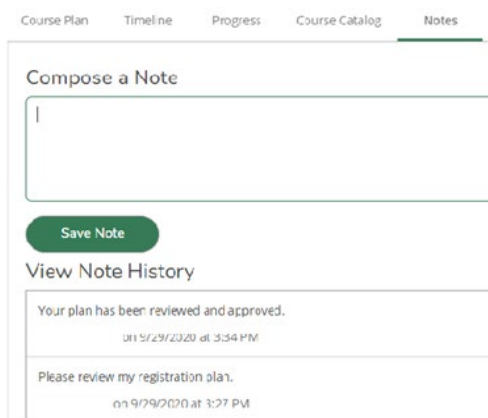 Course Plan Timeline Progress Course Catalog Notes
Compose a Note
Save Note
View Note History
Your plan has been reviewed and approved.
on 9/29/2020 at 3:34 PM
Please review my registration plan.
on 9/29/2020 at 3:27 PM